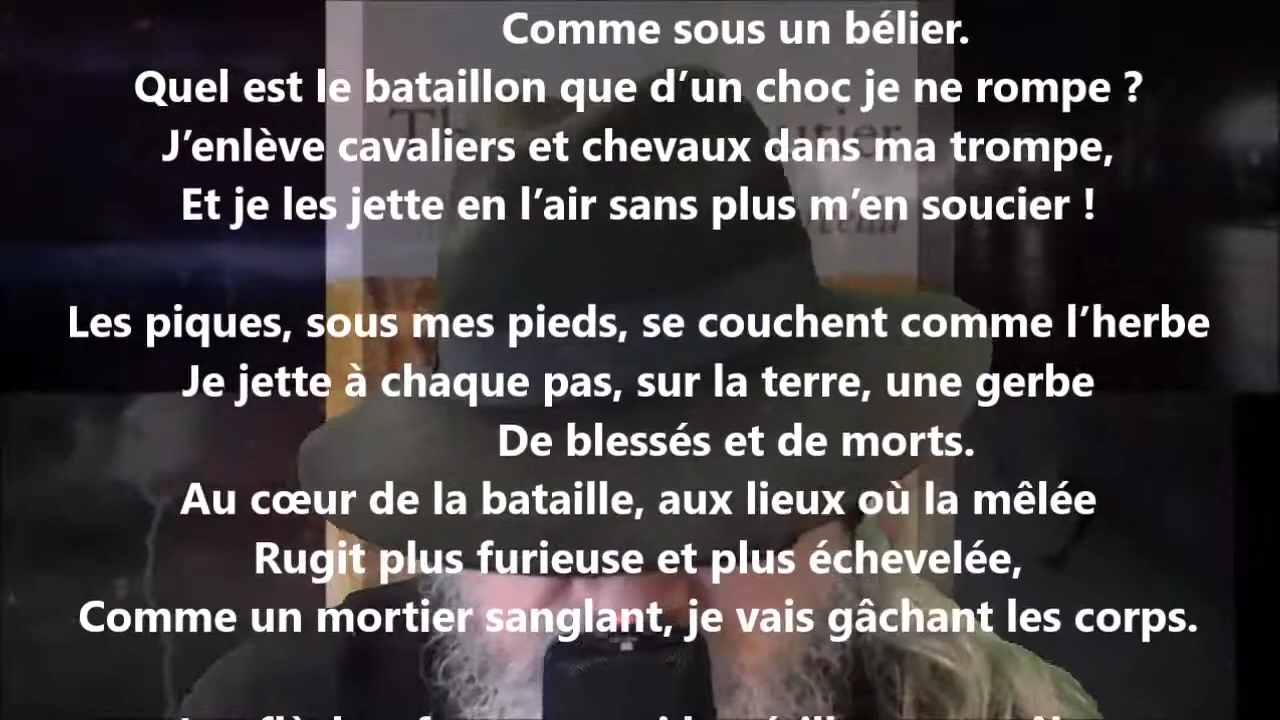 Comme sous un bélier.
Quel est le bataillon que d’un choc je ne rompe ?
J’enlève cavaliers et chevaux dans ma trompe,
Et je les jette en l’air sans plus m’en soucier !
Les piques, sous mes pieds, se couchent comme l’herbe
Je jette à chaque pas, sur la terre, une gerbe
De blessés et de morts.
Au cœur de la bataille, aux lieux où la mêlée
Rugit plus furieuse et plus échevelée,
Comme un mortier sanglant, je vais gâchant les corps.